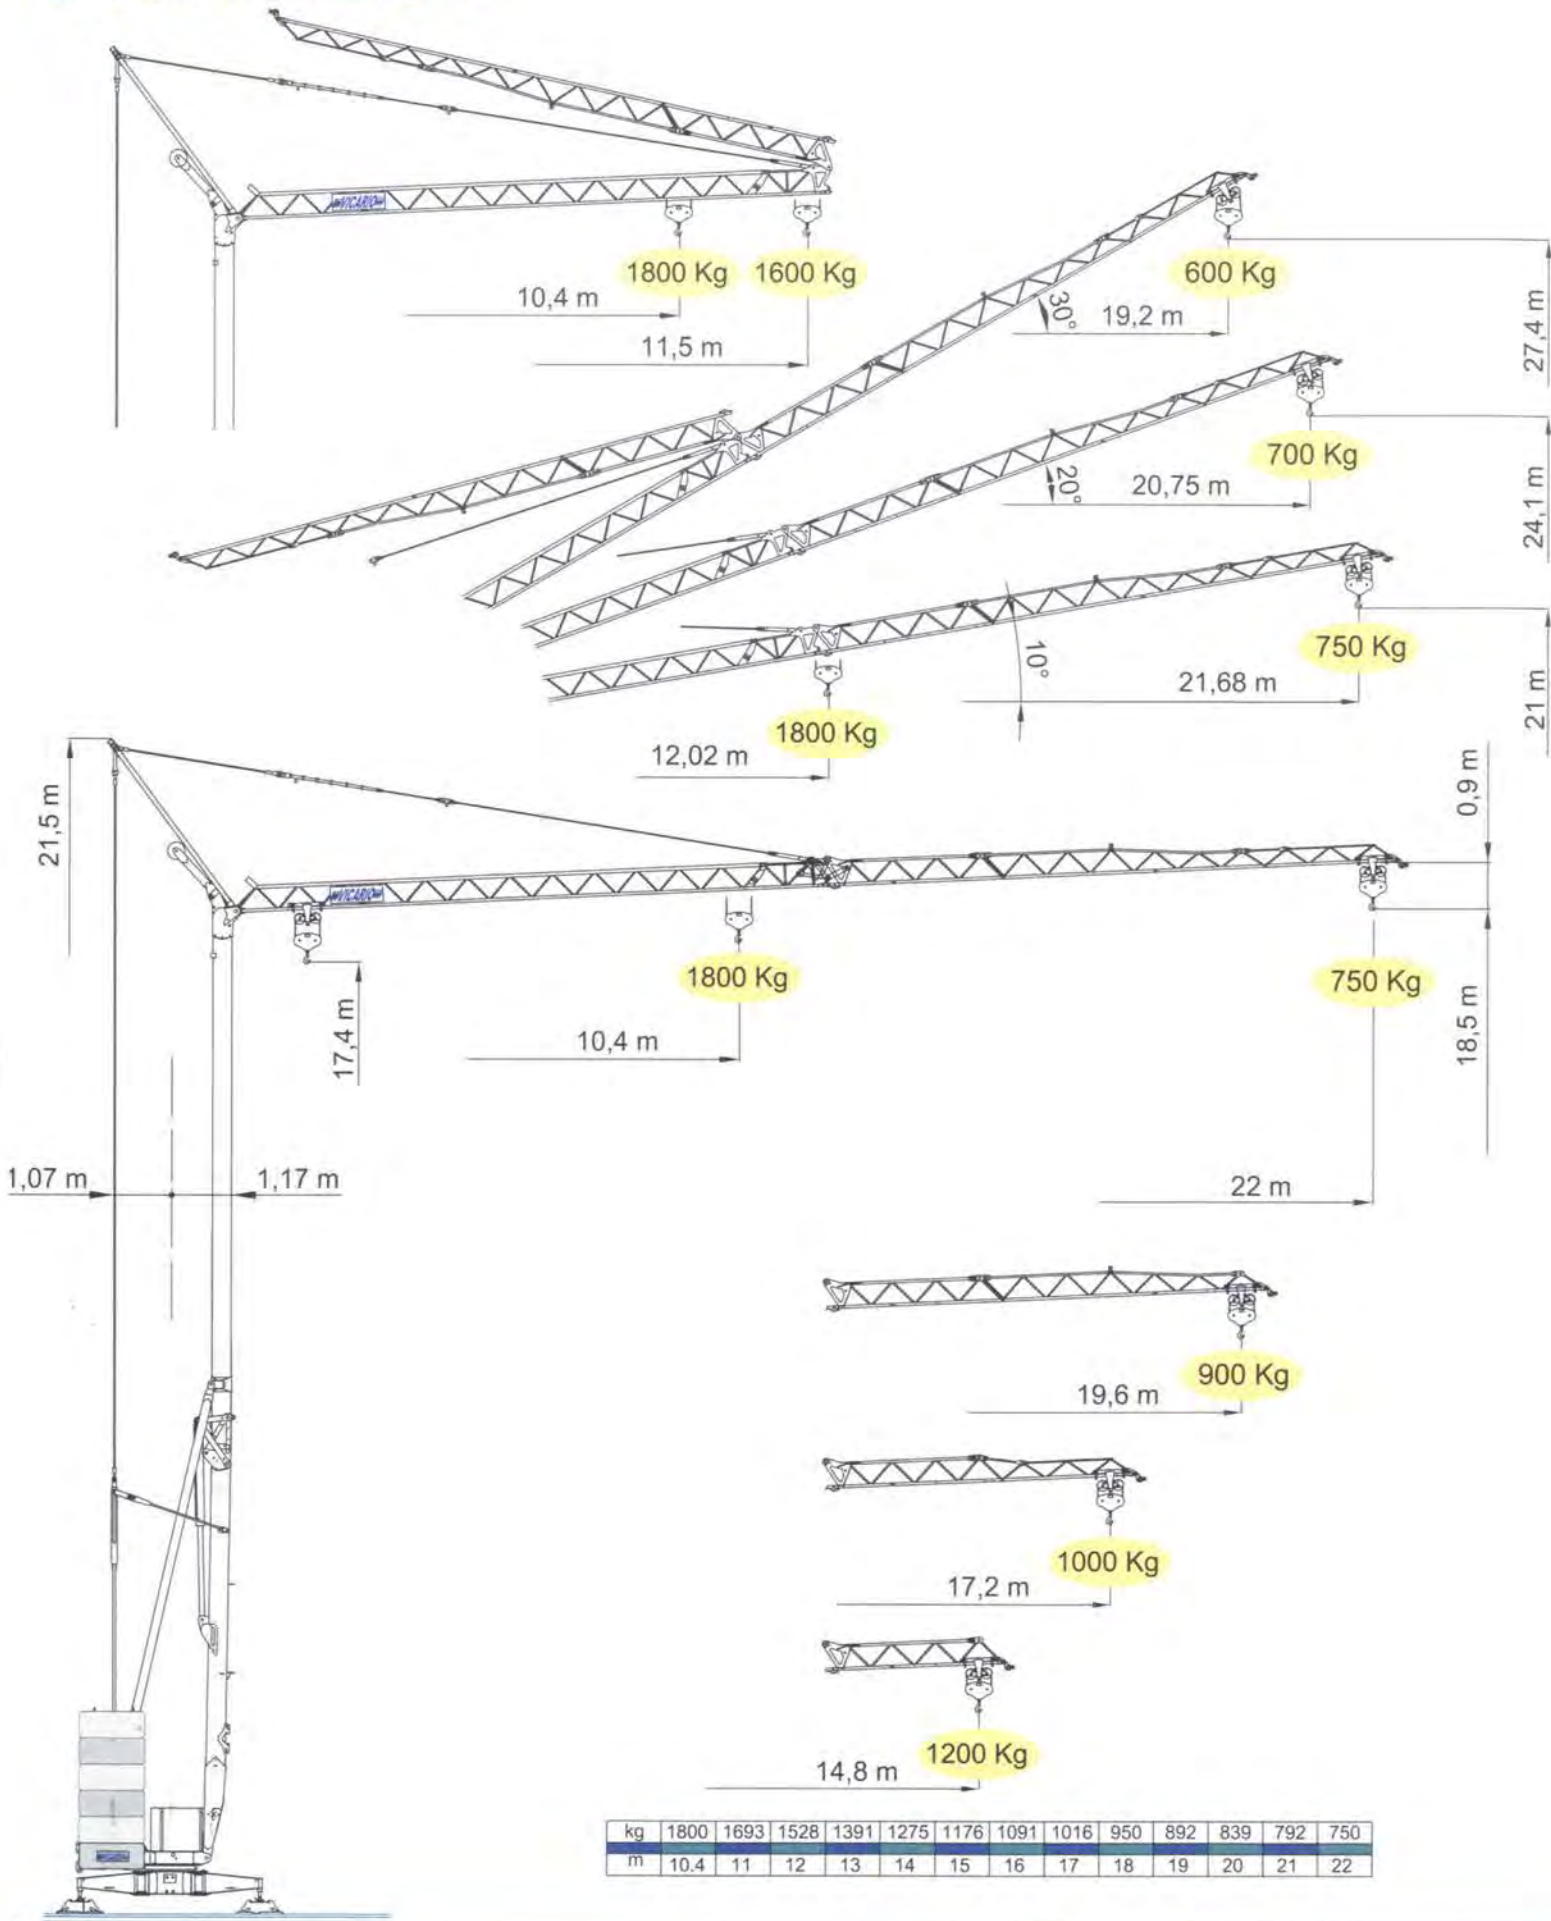 VICARIO
1800 Kg 1600 Kg
10,4 m
11,5 m
600 Kg
30°
19,2 m
27,4 m
700 Kg
20°
20,75 m
24,1 m
750 Kg
10°
21,68 m
21 m
1800 Kg
12,02 m
21,5 m
0,9 m
VICARIO
1800 Kg
750 Kg
17,4 m
10,4 m
18,5 m
1,07 m
1,17 m
22 m
900 Kg
19,6 m
1000 Kg
17,2 m
1200 Kg
14,8 m
kg 1800 1693 1528 1391 1275 1176 1091 1016 950 892 839 792 750
m 10.4 11 12 13 14 15 16 17 18 19 20 21 22